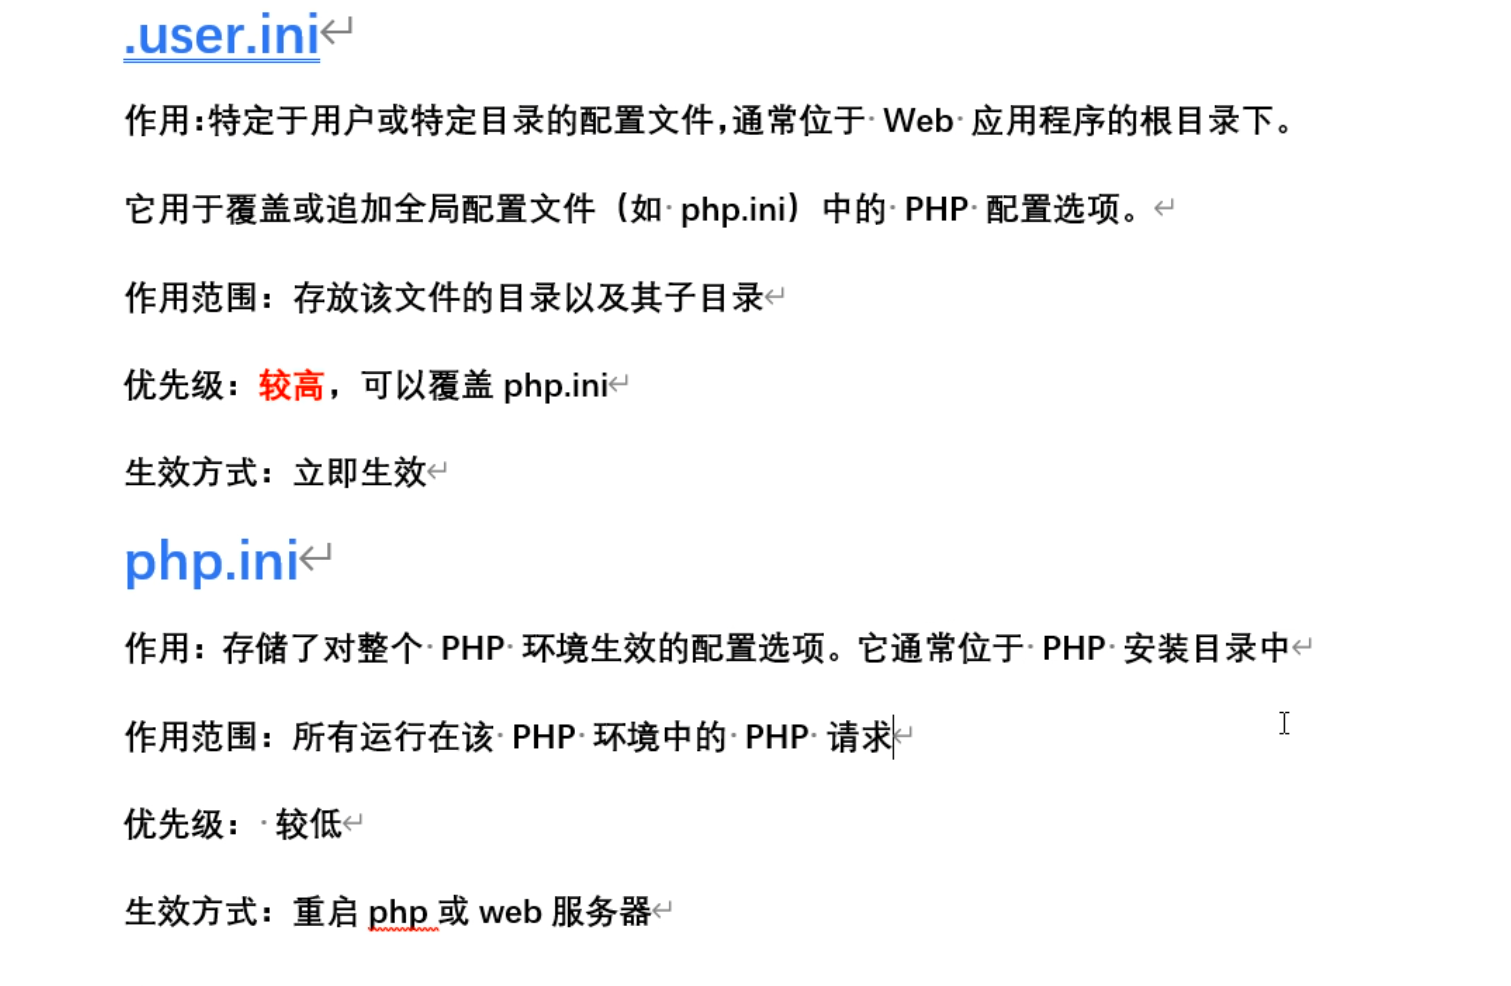 .user.ini
作用:特定于用户或特定目录的配置文件,通常位于 Web 应用程序的根目录下。
它用于覆盖或追加全局配置文件（如 php.ini）中的 PHP 配置选项。
作用范围：存放该文件的目录以及其子目录
优先级：较高，可以覆盖 php.ini
生效方式：立即生效
php.ini
作用：存储了对整个 PHP 环境生效的配置选项。它通常位于 PHP 安装目录中
作用范围：所有运行在该 PHP 环境中的 PHP 请求
优先级： 较低
生效方式：重启 php 或 web 服务器